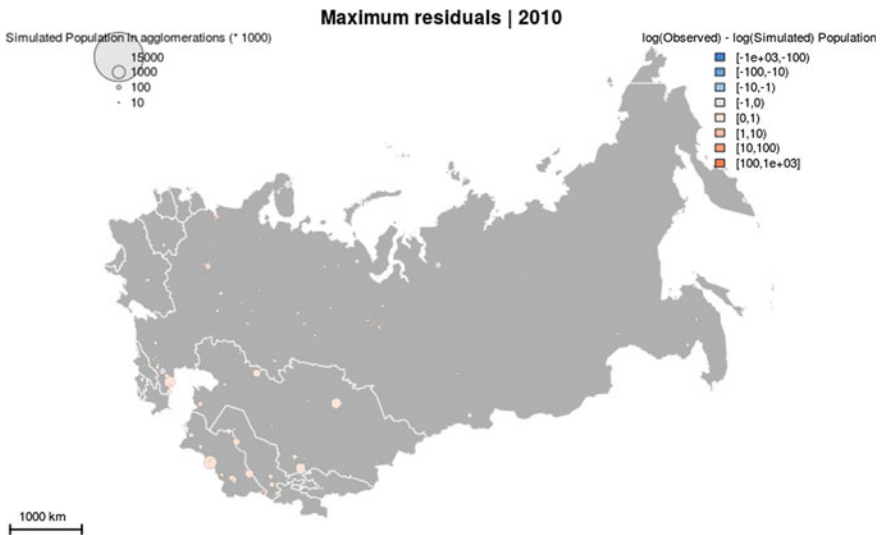 Maximum residuals | 2010
Simulated Population in agglomerations (* 1000)
15000
1000
100
10
log(Observed) - log(Simulated) Population
[-1e+03,-100)
[-100,-10)
[-10,-1)
[-1,0)
[0,1)
[1,10)
[10,100)
[100,1e+03]
1000 km